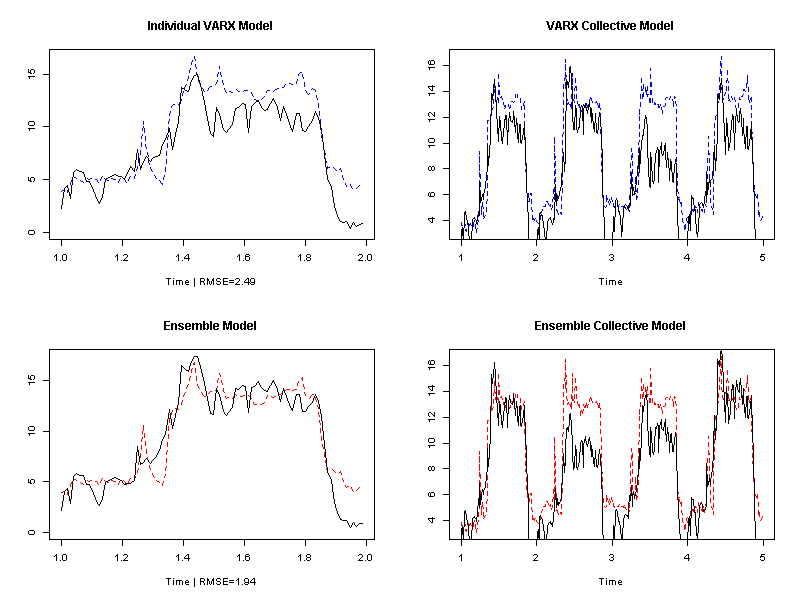 Individual VARX Model
15
10
5
0
1.0 1.2 1.4 1.6 1.8 2.0
Time | RMSE=2.49
VARX Collective Model
16
14
12
10
8
6
4
1 2 3 4 5
Time
Ensemble Model
15
10
5
0
1.0 1.2 1.4 1.6 1.8 2.0
Time | RMSE=1.94
Ensemble Collective Model
16
14
12
10
8
6
4
1 2 3 4 5
Time